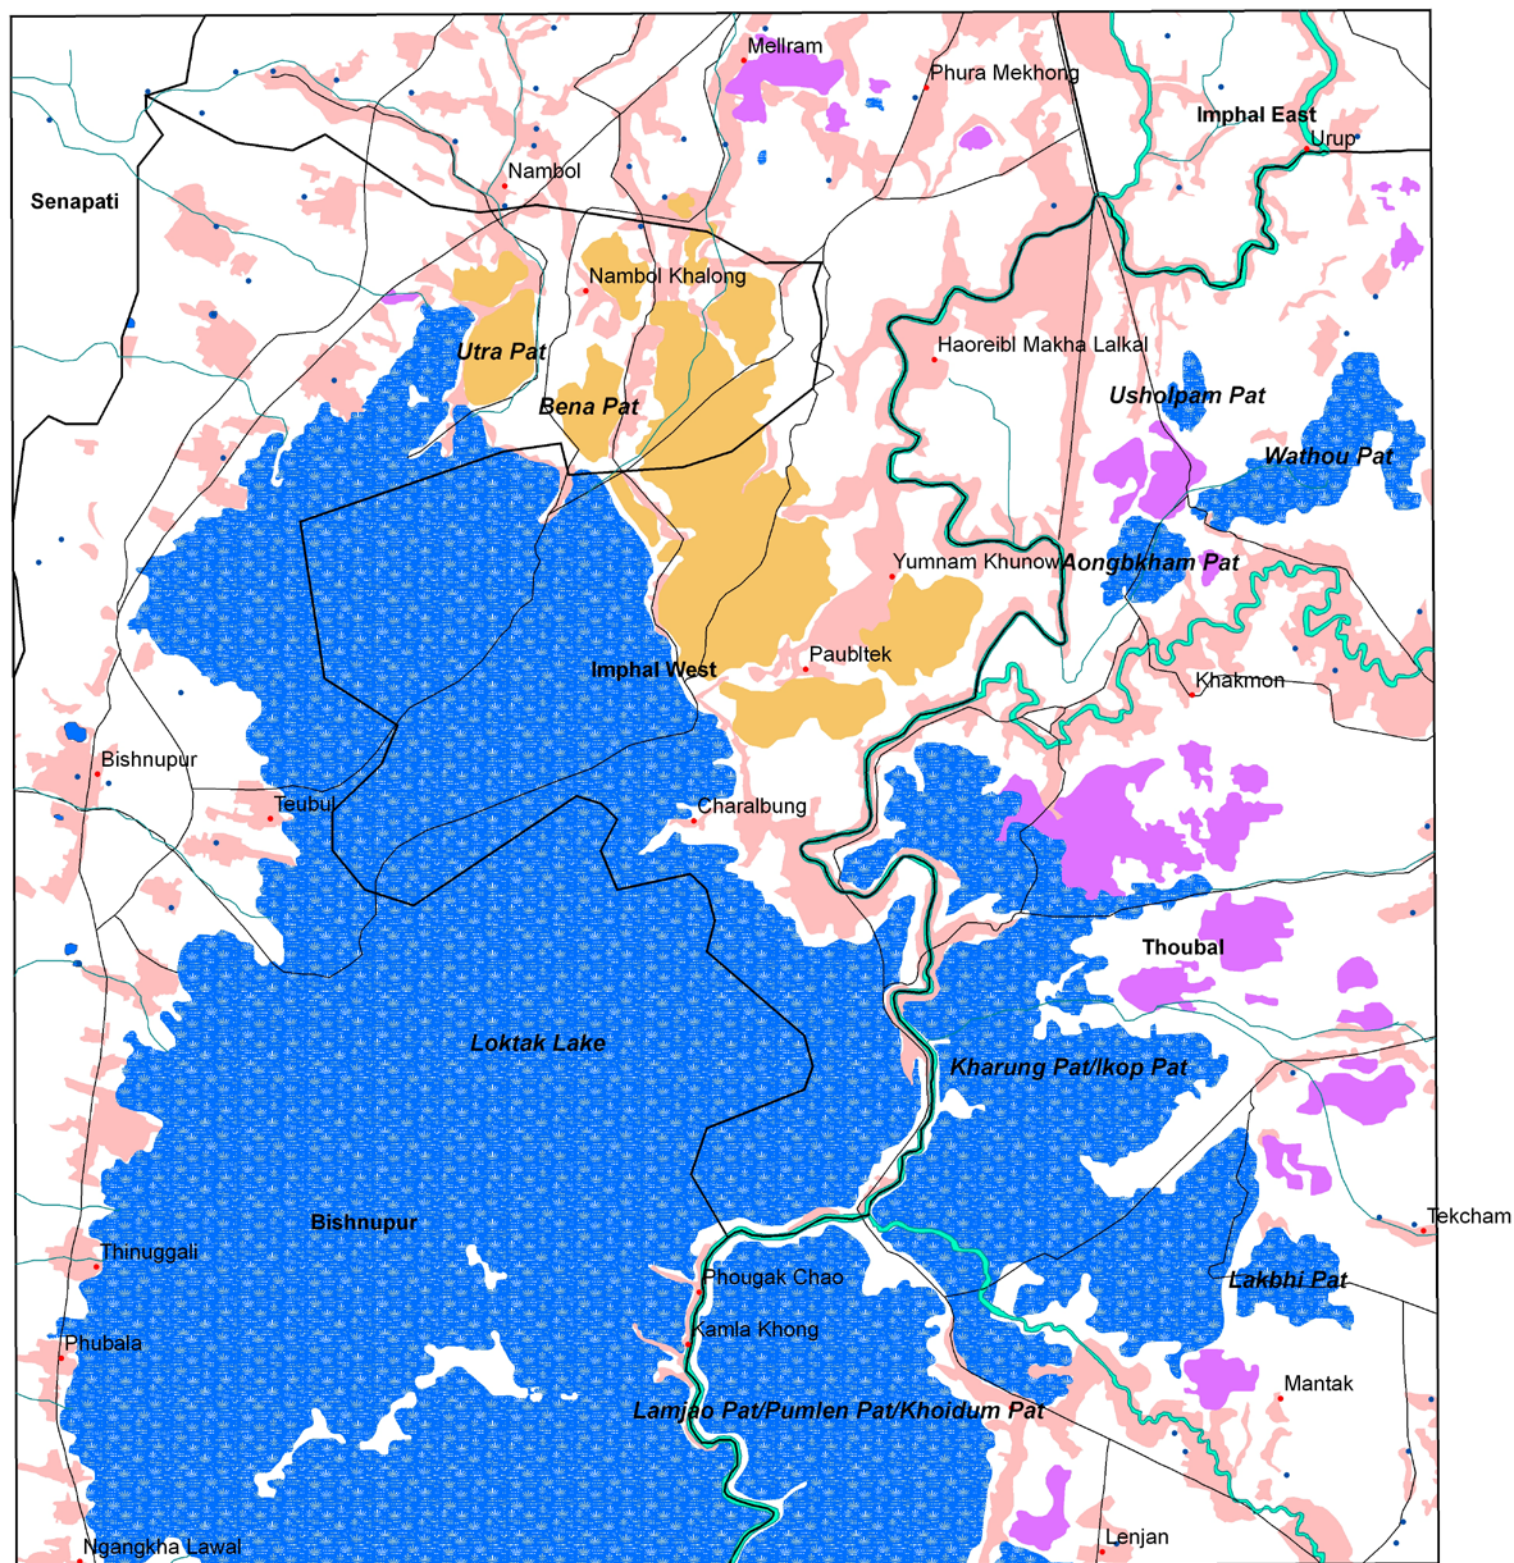 Mellram
Phura Mekhong
Imphal East
Urup
Nambol
Senapati
Nambol Khalong
Haoreibl Makha Lalkal
Utra Pat
Usholpam Pat
Bena Pat
Wathou Pat
Yumnam Khunow
Aongbkham Pat
Paubltek
Imphal West
Khakmon
Bishnupur
Teubul
Charalbung
Thoubal
Loktak Lake
Kharung Pat/Ikop Pat
Bishnupur
Tekcham
Thinuggali
Phougak Chao
Lakbhi Pat
Kamla Khong
Phubala
Mantak
Lamjao Pat/Pumlen Pat/Khoidum Pat
Lenjan
Ngangkha Lawal